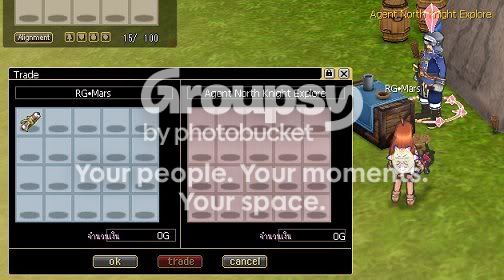 Agent North Knight Explore
Alignment
15/ 100
Trade
RG•Mars
Agent North Knight Explore
RG•Mars
Groupsy
by photobucket
Your people. Your moments.
Your space.
จำนวนเงิน 0G
จำนวนเงิน 0G
ok
trade
cancel